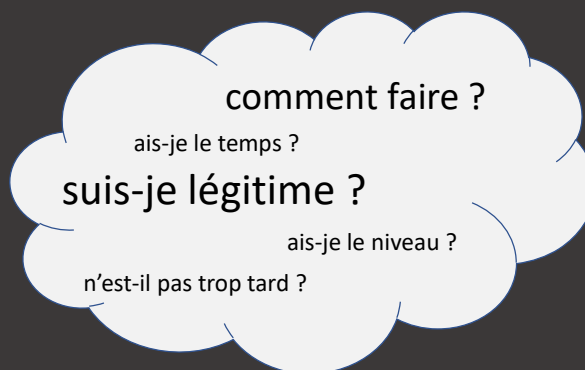 comment faire ?
ais-je le temps ?
suis-je légitime ?
ais-je le niveau ?
n’est-il pas trop tard ?